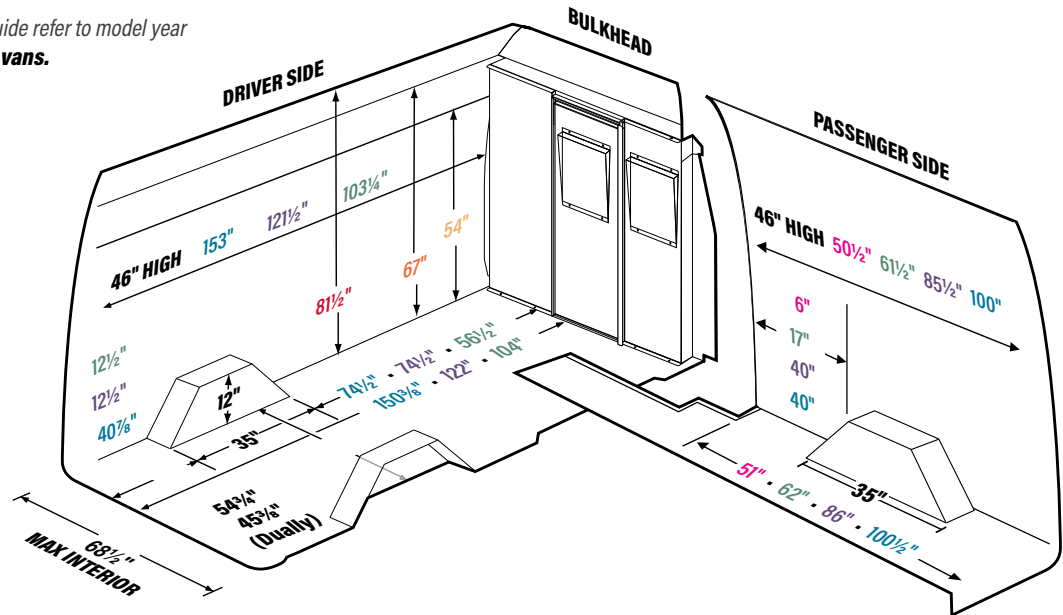 uide refer to model year
vans.
BULKHEAD
DRIVER SIDE
PASSENGER SIDE
46" HIGH 153" 121½" 103¼"
54"
67"
81½"
46" HIGH 50½" 61½" 85½" 100"
6"
17"
40"
40"
12½"
12½"
40⅞"
12"
35"
74½" · 74½" · 56½"
150⅜" · 122" · 104"
54¾"
45⅜"
(Dually)
68½"
MAX INTERIOR
35"
51" · 62" · 86" · 100½"